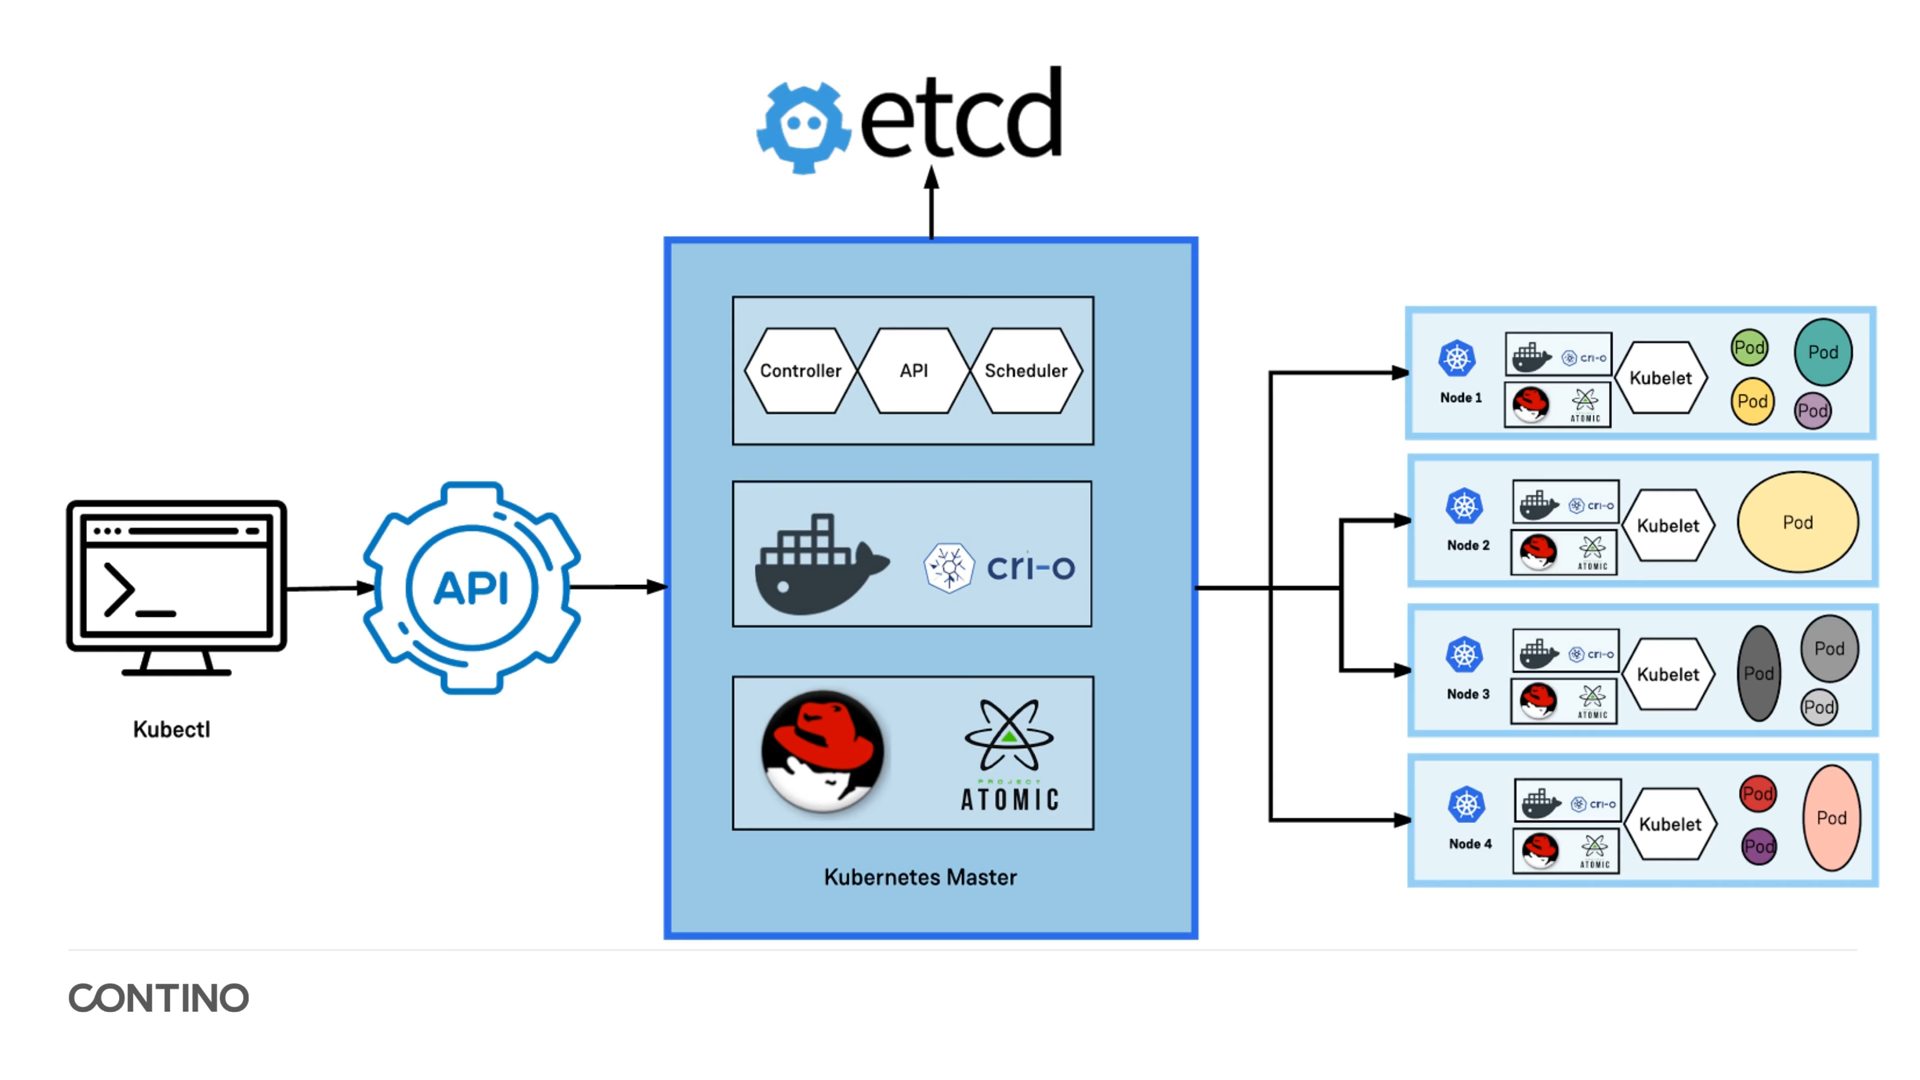 etcd
Controller
API
Scheduler
cri-o
PROJECT
ATOMIC
Kubernetes Master
Kubectl
API
Node 1
cri-o
ATOMIC
Kubelet
Pod
Pod
Pod
Pod
Node 2
cri-o
ATOMIC
Kubelet
Pod
Node 3
cri-o
ATOMIC
Kubelet
Pod
Pod
Pod
Node 4
cri-o
ATOMIC
Kubelet
Pod
Pod
Pod
CONTINO